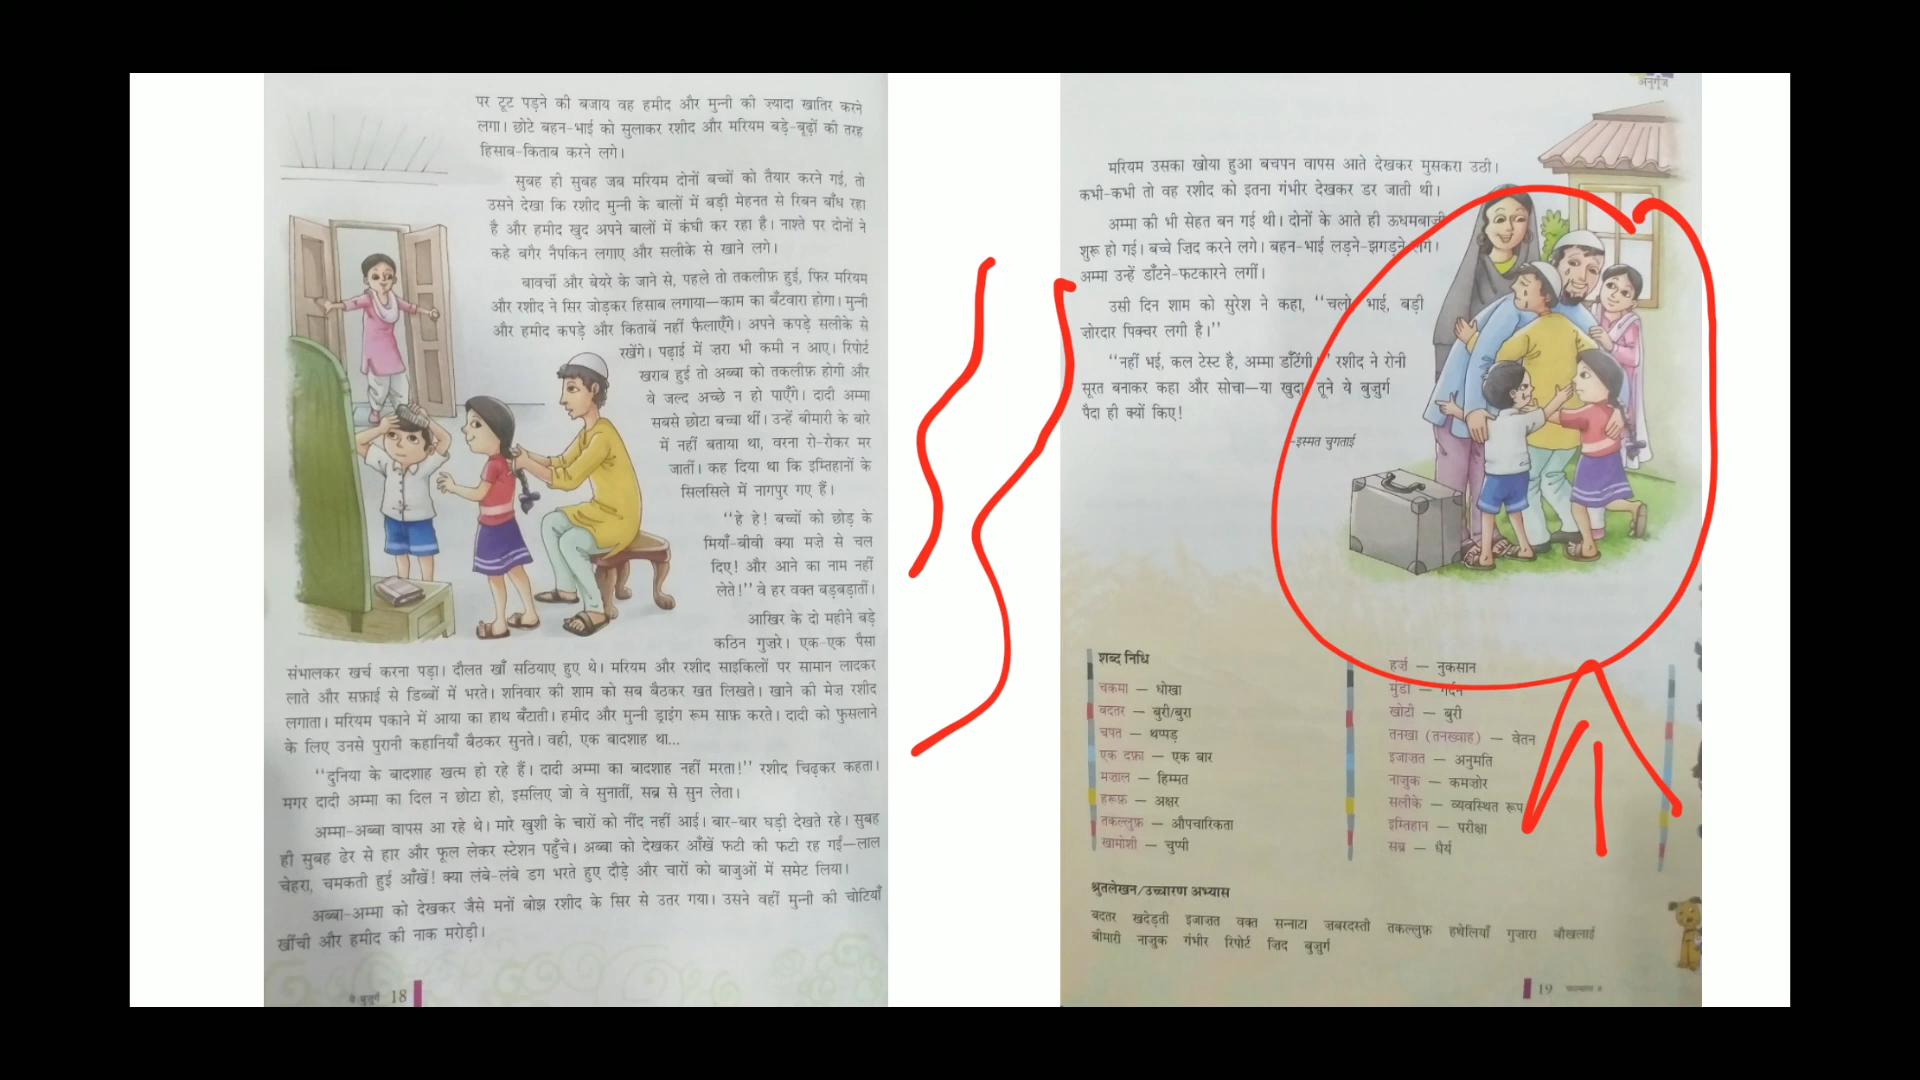 पर टूट पड़ने की बजाय वह हमीद और मुन्नी की ज्यादा खातिर करने
लगा। छोटे बहन-भाई को सुलाकर रशीद और मरियम बड़े-बूढ़ों की तरह
हिसाब-किताब करने लगे।
सुबह ही सुबह जब मरियम दोनों बच्चों को तैयार करने गई, तो
उसने देखा कि रशीद मुन्नी के बालों में बड़ी मेहनत से रिबन बाँध रहा
है और हमीद खुद अपने बालों में कंघी कर रहा है। नाश्ते पर दोनों ने
कहे बगैर नैपकिन लगाए और सलीके से खाने लगे।
बावर्ची और बेयरे के जाने से, पहले तो तकलीफ़ हुई, फिर मरियम
और रशीद ने सिर जोड़कर हिसाब लगाया—काम का बँटवारा होगा। मुन्नी
और हमीद कपड़े और किताबें नहीं फैलाएँगे। अपने कपड़े सलीके से
रखेंगे। पढ़ाई में ज़रा भी कमी न आए। रिपोर्ट
खराब हुई तो अब्बा को तकलीफ़ होगी और
वे जल्द अच्छे न हो पाएँगे। दादी अम्मा
सबसे छोटा बच्चा थीं। उन्हें बीमारी के बारे
में नहीं बताया था, वरना रो-रोकर मर
जातीं। कह दिया था कि इम्तिहानों के
सिलसिले में नागपुर गए हैं।
“हे हे! बच्चों को छोड़ के
मियाँ-बीवी क्या मज़े से चल
दिए! और आने का नाम नहीं
लेते!” वे हर वक्त बड़बड़ातीं।
आखिर के दो महीने बड़े
कठिन गुज़रे। एक-एक पैसा
संभालकर खर्च करना पड़ा। दौलत खाँ सठियाए हुए थे। मरियम और रशीद साइकिलों पर सामान लादकर
लाते और सफ़ाई से डिब्बों में भरते। शनिवार की शाम को सब बैठकर खत लिखते। खाने की मेज़ रशीद
लगाता। मरियम पकाने में आया का हाथ बँटाती। हमीद और मुन्नी ड्राइंग रूम साफ़ करते। दादी को फुसलाने
के लिए उनसे पुरानी कहानियाँ बैठकर सुनते। वही, एक बादशाह था...
“दुनिया के बादशाह खत्म हो रहे हैं। दादी अम्मा का बादशाह नहीं मरता!” रशीद चिढ़कर कहता।
मगर दादी अम्मा का दिल न छोटा हो, इसलिए जो वे सुनातीं, सब्र से सुन लेता।
अम्मा-अब्बा वापस आ रहे थे। मारे खुशी के चारों को नींद नहीं आई। बार-बार घड़ी देखते रहे। सुबह
ही सुबह ढेर से हार और फूल लेकर स्टेशन पहुँचे। अब्बा को देखकर आँखें फटी की फटी रह गईं—लाल
चेहरा, चमकती हुई आँखें! क्या लंबे-लंबे डग भरते हुए दौड़े और चारों को बाजुओं में समेट लिया।
अब्बा-अम्मा को देखकर जैसे मनों बोझ रशीद के सिर से उतर गया। उसने वहीं मुन्नी की चोटियाँ
खींची और हमीद की नाक मरोड़ी।
ये बुज़ुर्ग 18
अनुगूँज
मरियम उसका खोया हुआ बचपन वापस आते देखकर मुसकरा उठी।
कभी-कभी तो वह रशीद को इतना गंभीर देखकर डर जाती थी।
अम्मा की भी सेहत बन गई थी। दोनों के आते ही ऊधमबाज़ी
शुरू हो गई। बच्चे ज़िद करने लगे। बहन-भाई लड़ने-झगड़ने लगे।
अम्मा उन्हें डाँटने-फटकारने लगीं।
उसी दिन शाम को सुरेश ने कहा, “चलो भाई, बड़ी
ज़ोरदार पिक्चर लगी है।”
“नहीं भई, कल टेस्ट है, अम्मा डाँटेंगी।” रशीद ने रोनी
सूरत बनाकर कहा और सोचा—या खुदा, तूने ये बुज़ुर्ग
पैदा ही क्यों किए!
-इस्मत चुगताई
शब्द निधि
चकमा — धोखा
बदतर — बुरी/बुरा
चपत — थप्पड़
एक दफ़ा — एक बार
मज़ाल — हिम्मत
हरूफ़ — अक्षर
तकल्लुफ़ — औपचारिकता
खामोशी — चुप्पी
हर्ज़ — नुकसान
मुंडी — गर्दन
खोटी — बुरी
तनखा (तनख्वाह) — वेतन
इजाज़त — अनुमति
नाज़ुक — कमज़ोर
सलीके — व्यवस्थित रूप
इम्तिहान — परीक्षा
सब्र — धैर्य
श्रुतलेखन/उच्चारण अभ्यास
बदतर खदेड़ती इजाज़त वक्त सन्नाटा ज़बरदस्ती तकल्लुफ़ हथेलियाँ गुज़ारा बौखलाई
बीमारी नाज़ुक गंभीर रिपोर्ट ज़िद बुज़ुर्ग
19